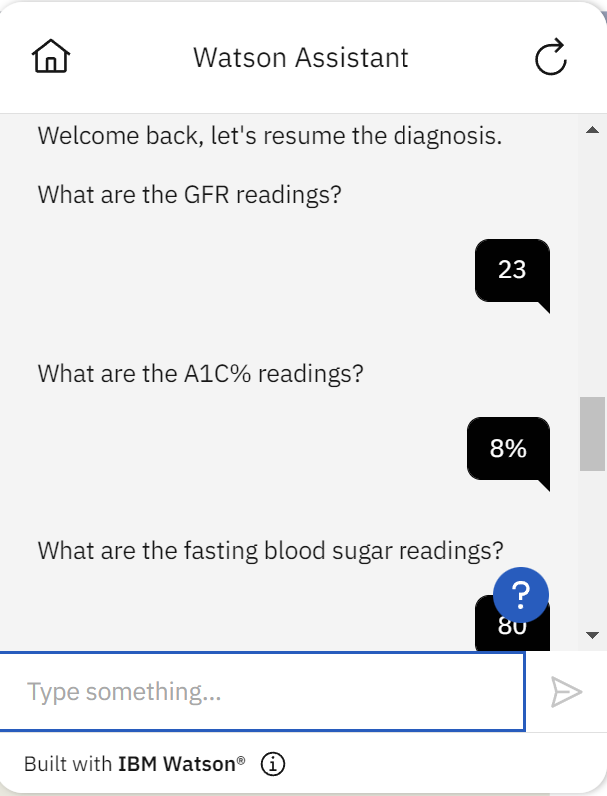 Watson Assistant
Welcome back, let's resume the diagnosis.
What are the GFR readings?
23
What are the A1C% readings?
8%
What are the fasting blood sugar readings?
?
80
Type something...
Built with IBM Watson®